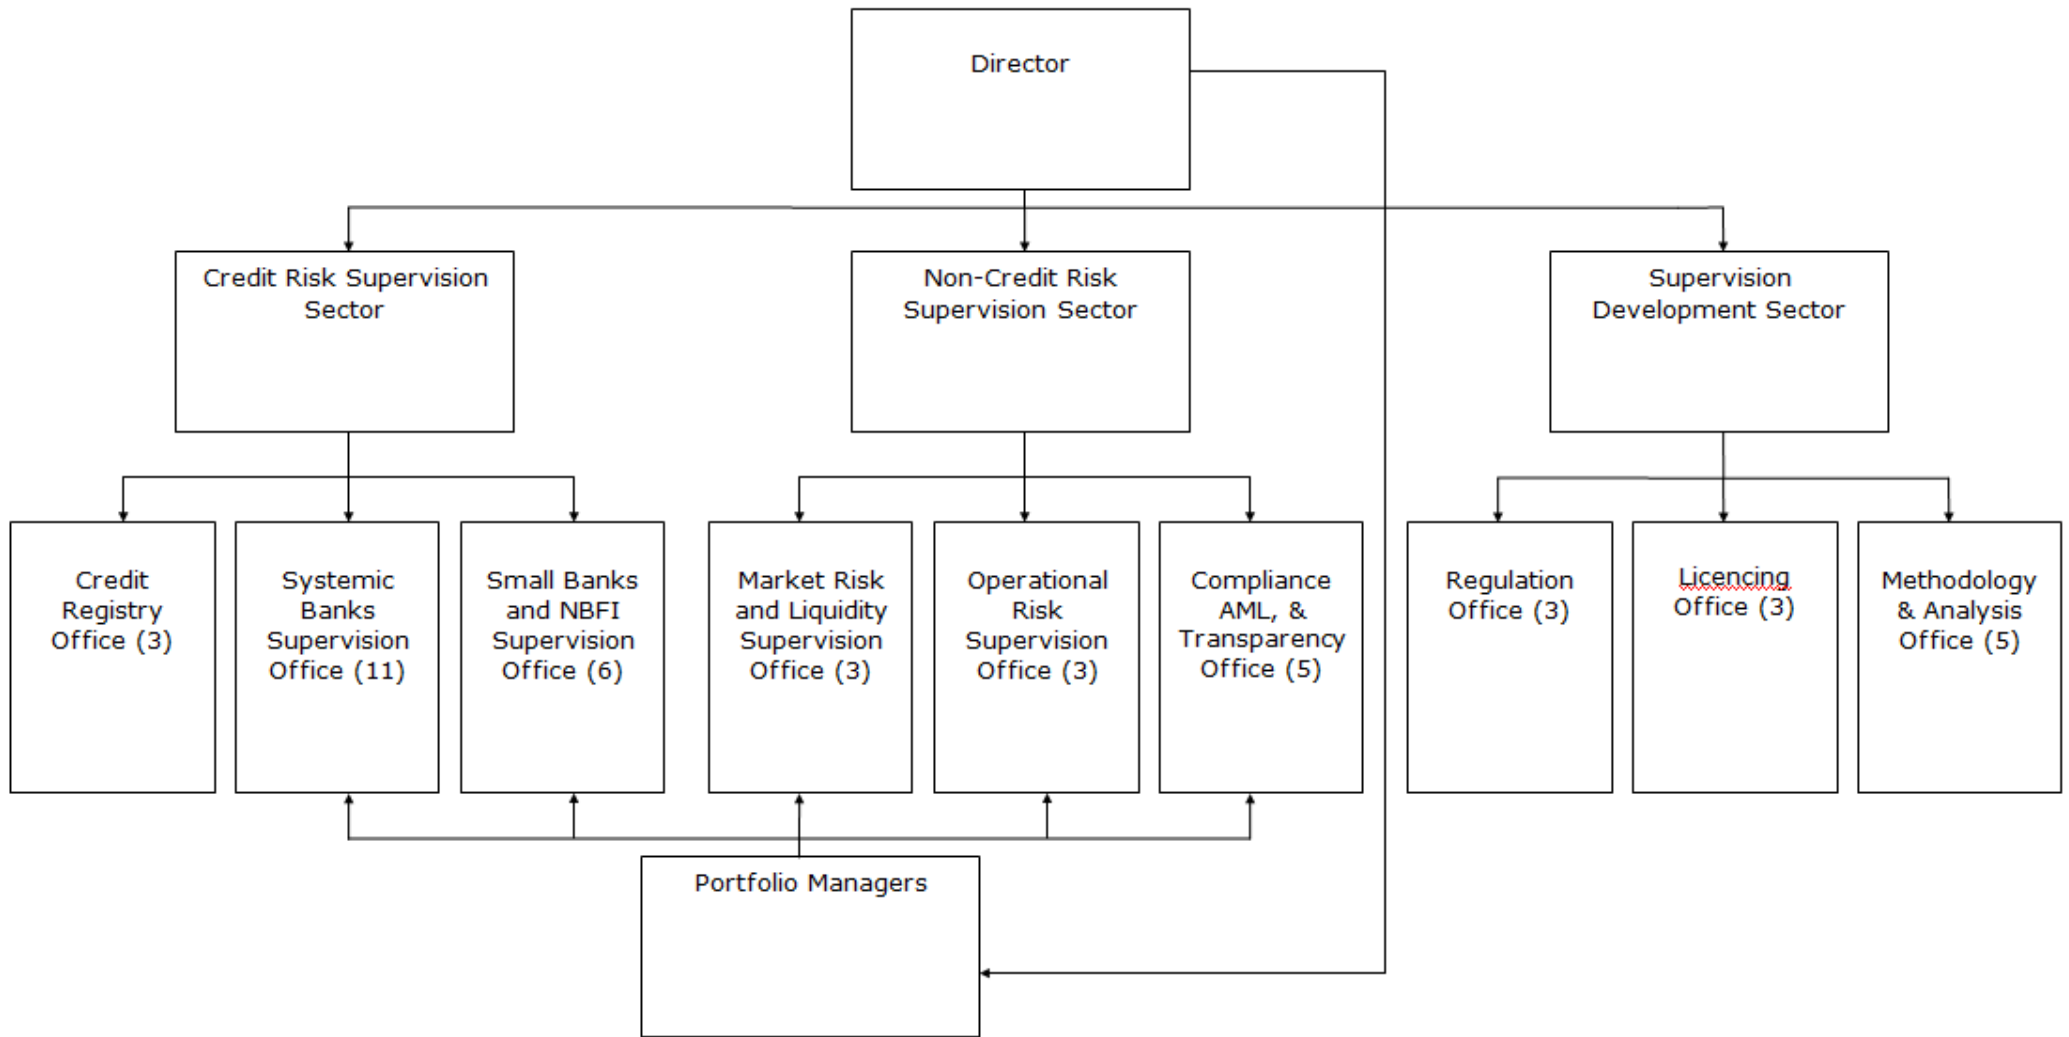 Director
Credit Risk Supervision
Sector
Non-Credit Risk
Supervision Sector
Supervision
Development Sector
Credit
Registry
Office (3)
Systemic
Banks
Supervision
Office (11)
Small Banks
and NBFI
Supervision
Office (6)
Market Risk
and Liquidity
Supervision
Office (3)
Operational
Risk
Supervision
Office (3)
Compliance
AML, &
Transparency
Office (5)
Regulation
Office (3)
Licencing
Office (3)
Methodology
& Analysis
Office (5)
Portfolio Managers